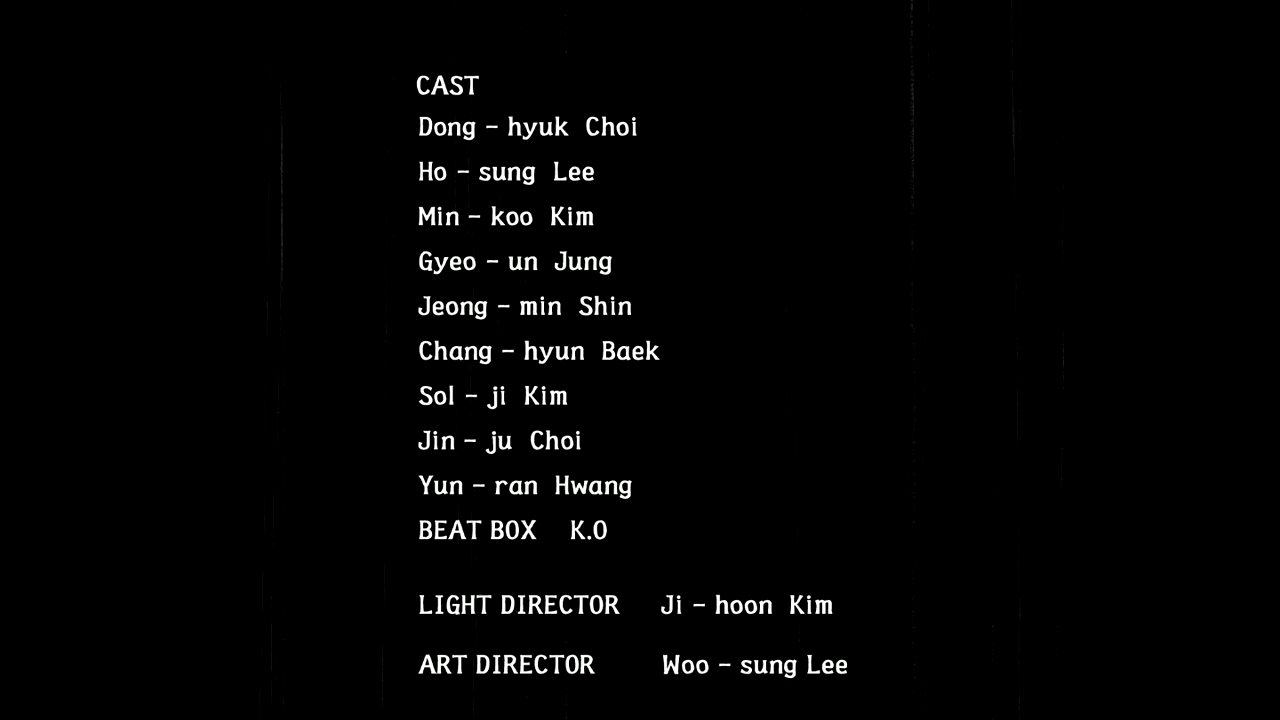 CAST
Dong - hyuk Choi
Ho - sung Lee
Min - koo Kim
Gyeo - un Jung
Jeong - min Shin
Chang - hyun Baek
Sol - ji Kim
Jin - ju Choi
Yun - ran Hwang
BEAT BOX K.O
LIGHT DIRECTOR Ji - hoon Kim
ART DIRECTOR Woo - sung Lee